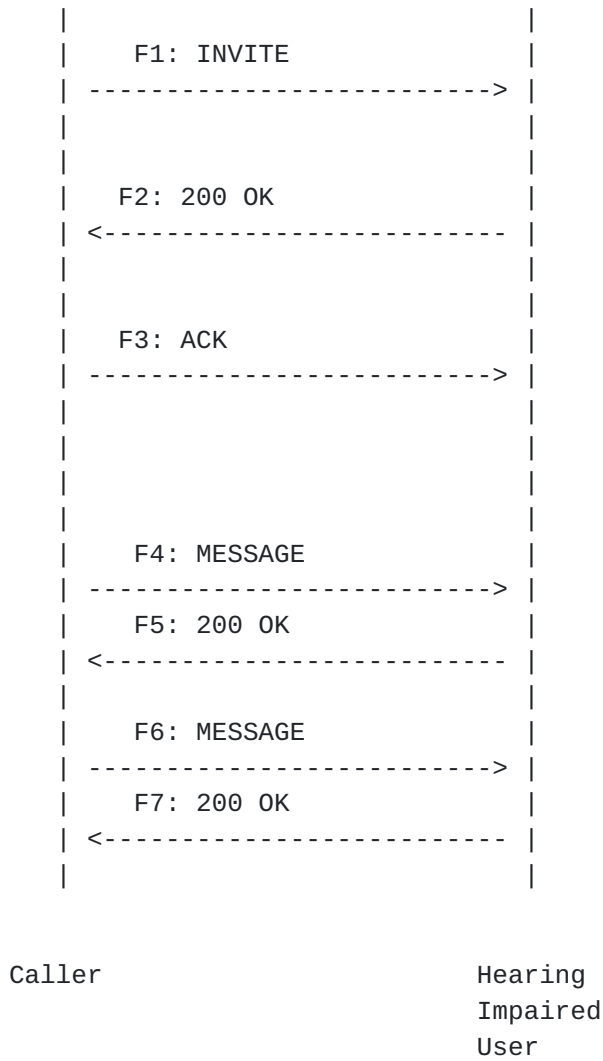 F1: INVITE
F2: 200 OK
F3: ACK
F4: MESSAGE
F5: 200 OK
F6: MESSAGE
F7: 200 OK
Caller Hearing
Impaired
User